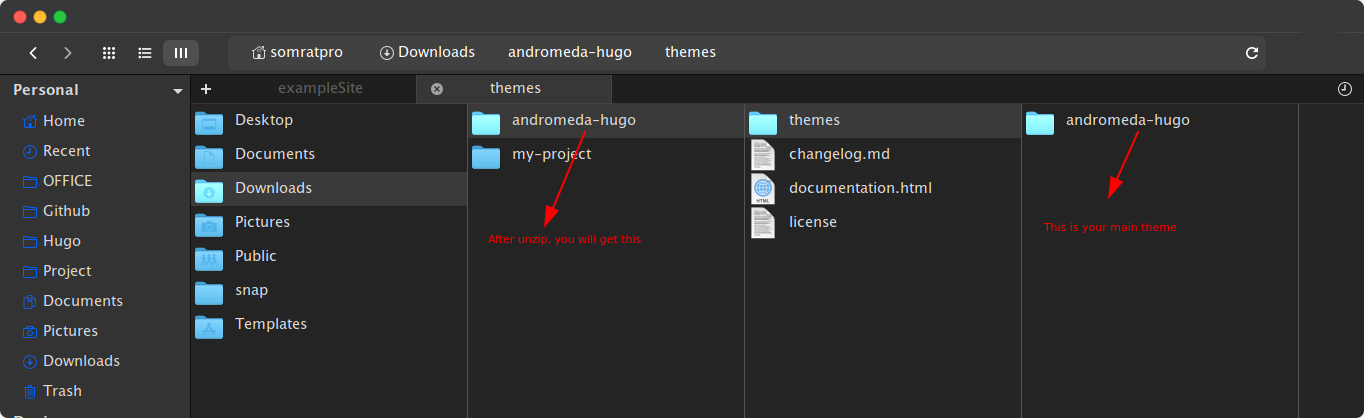 somratpro
Downloads
andromeda-hugo
themes
Personal
Home
Recent
OFFICE
Github
Hugo
Project
Documents
Pictures
Downloads
Trash
exampleSite
themes
Desktop
Documents
Downloads
Pictures
Public
snap
Templates
andromeda-hugo
my-project
After unzip, you will get this
themes
changelog.md
documentation.html
HTML
license
andromeda-hugo
This is your main theme